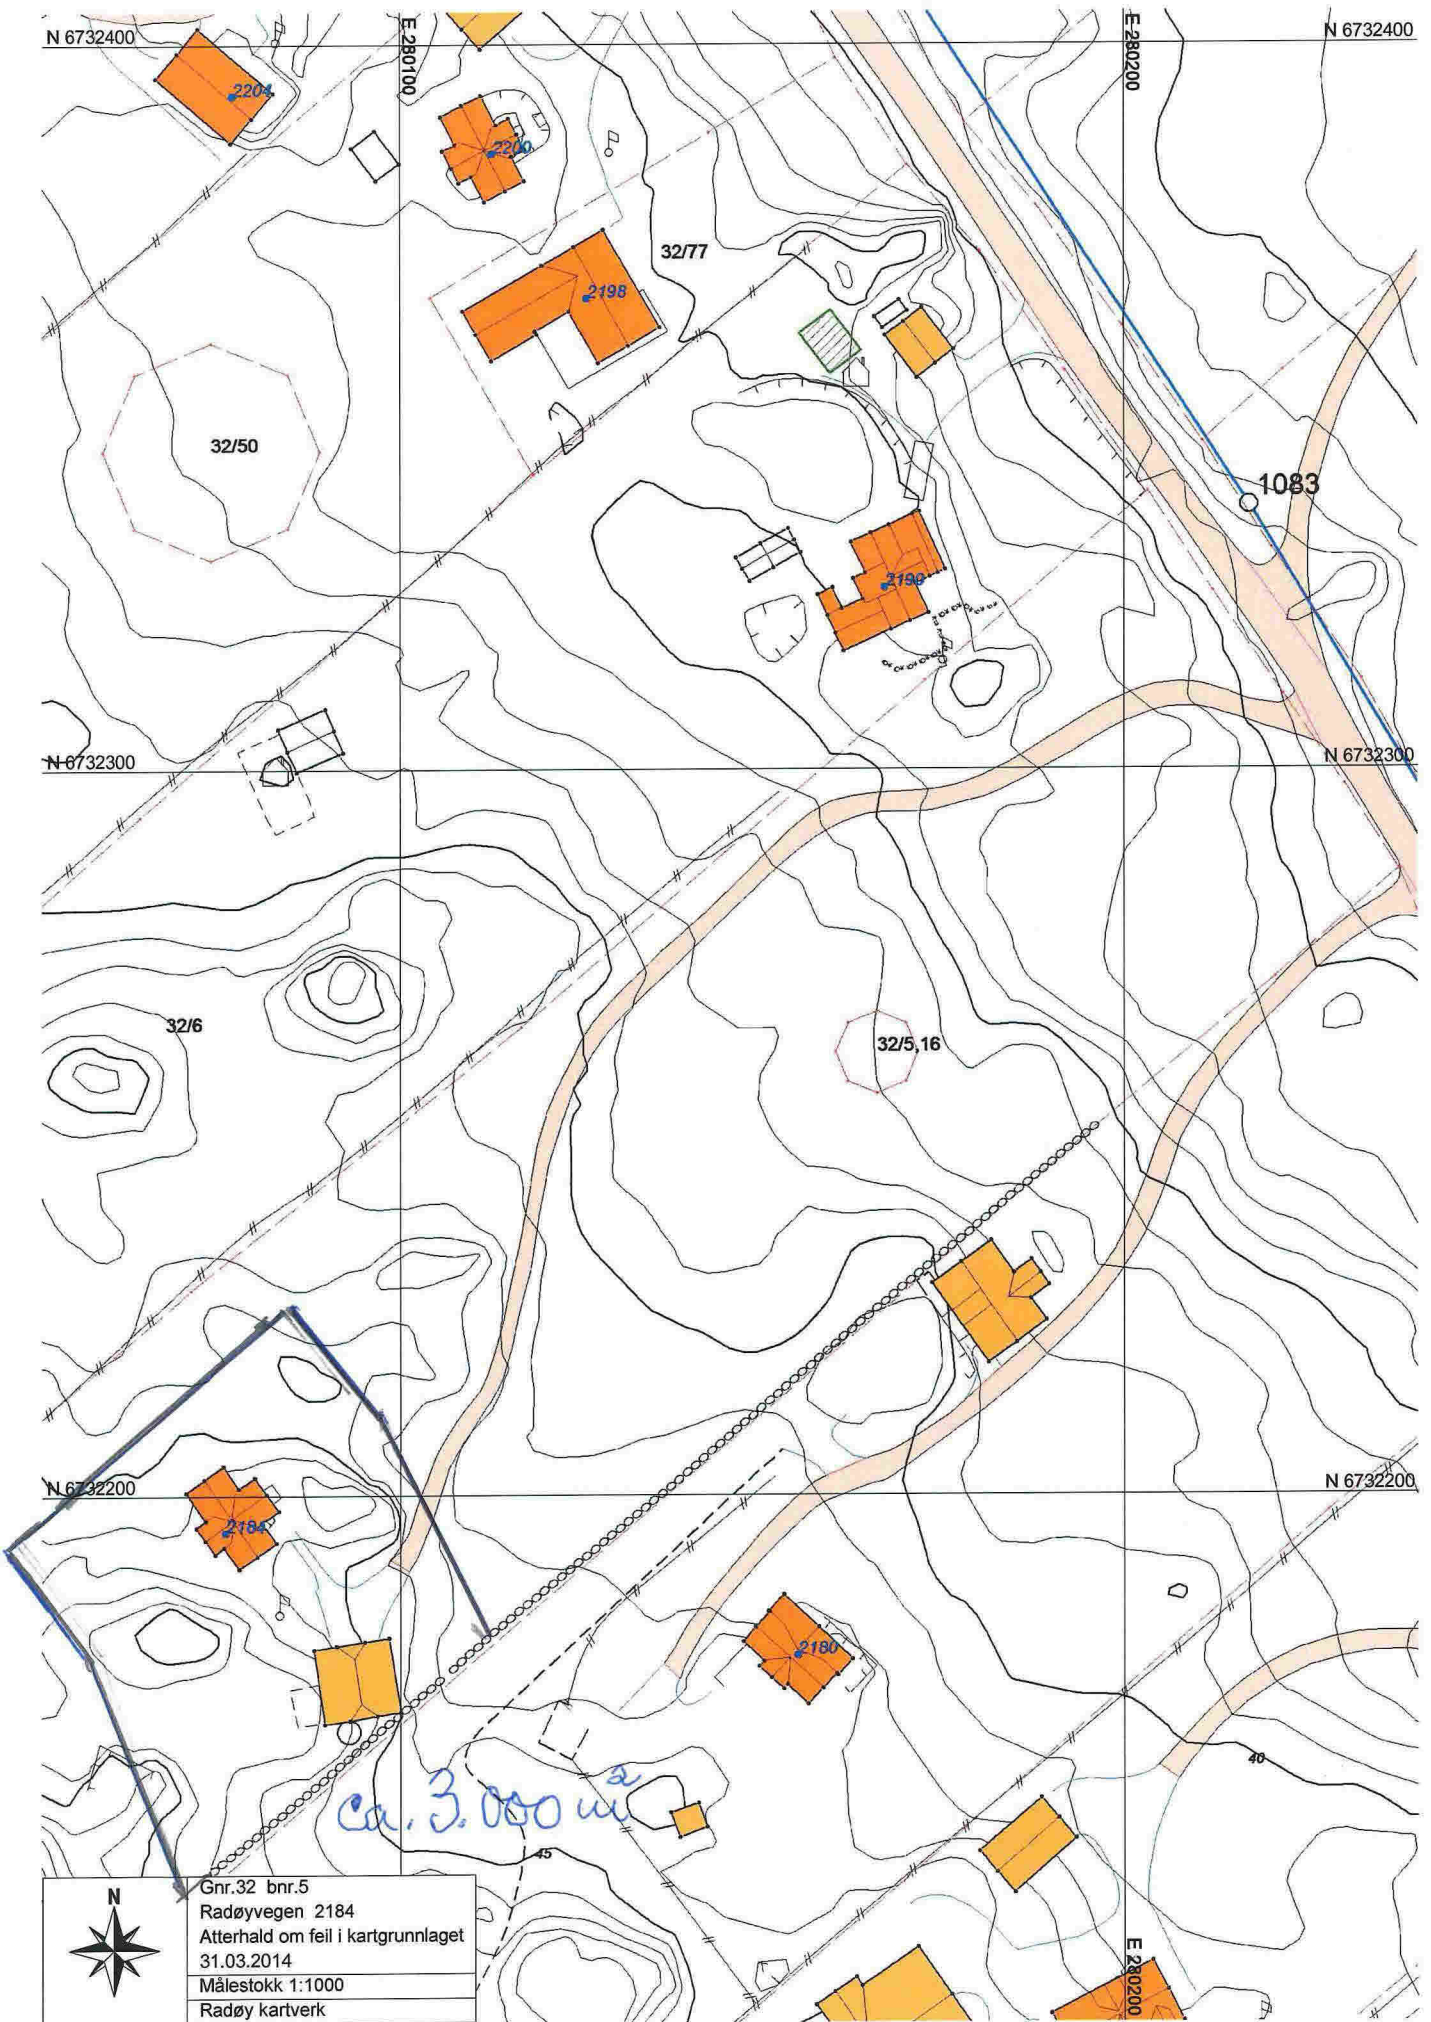 N 6732400
E 280100
E 280200
N 6732400
2204
2200
32/77
2198
32/50
1083
2199
N 6732300
N 6732300
32/6
32/5,16
N 6732200
N 6732200
2184
2180
40
ca. 3.000 m²
45
N
Gnr.32 bnr.5
Radøyvegen 2184
Atterhald om feil i kartgrunnlaget
31.03.2014
Målestokk 1:1000
Radøy kartverk
E 280200